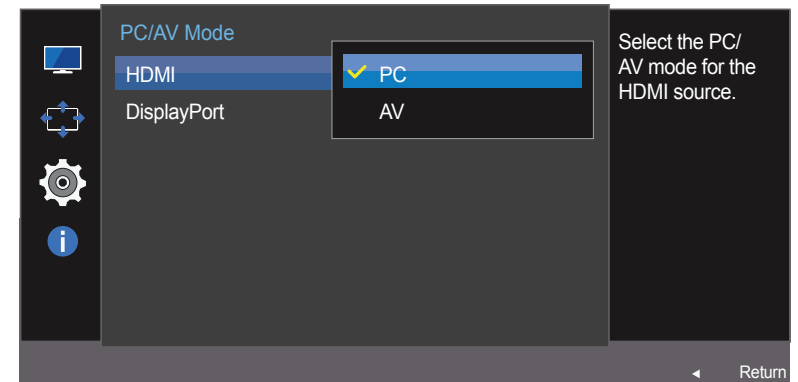 PC/AV Mode
HDMI
PC
DisplayPort
AV
Select the PC/
AV mode for the
HDMI source.
Return